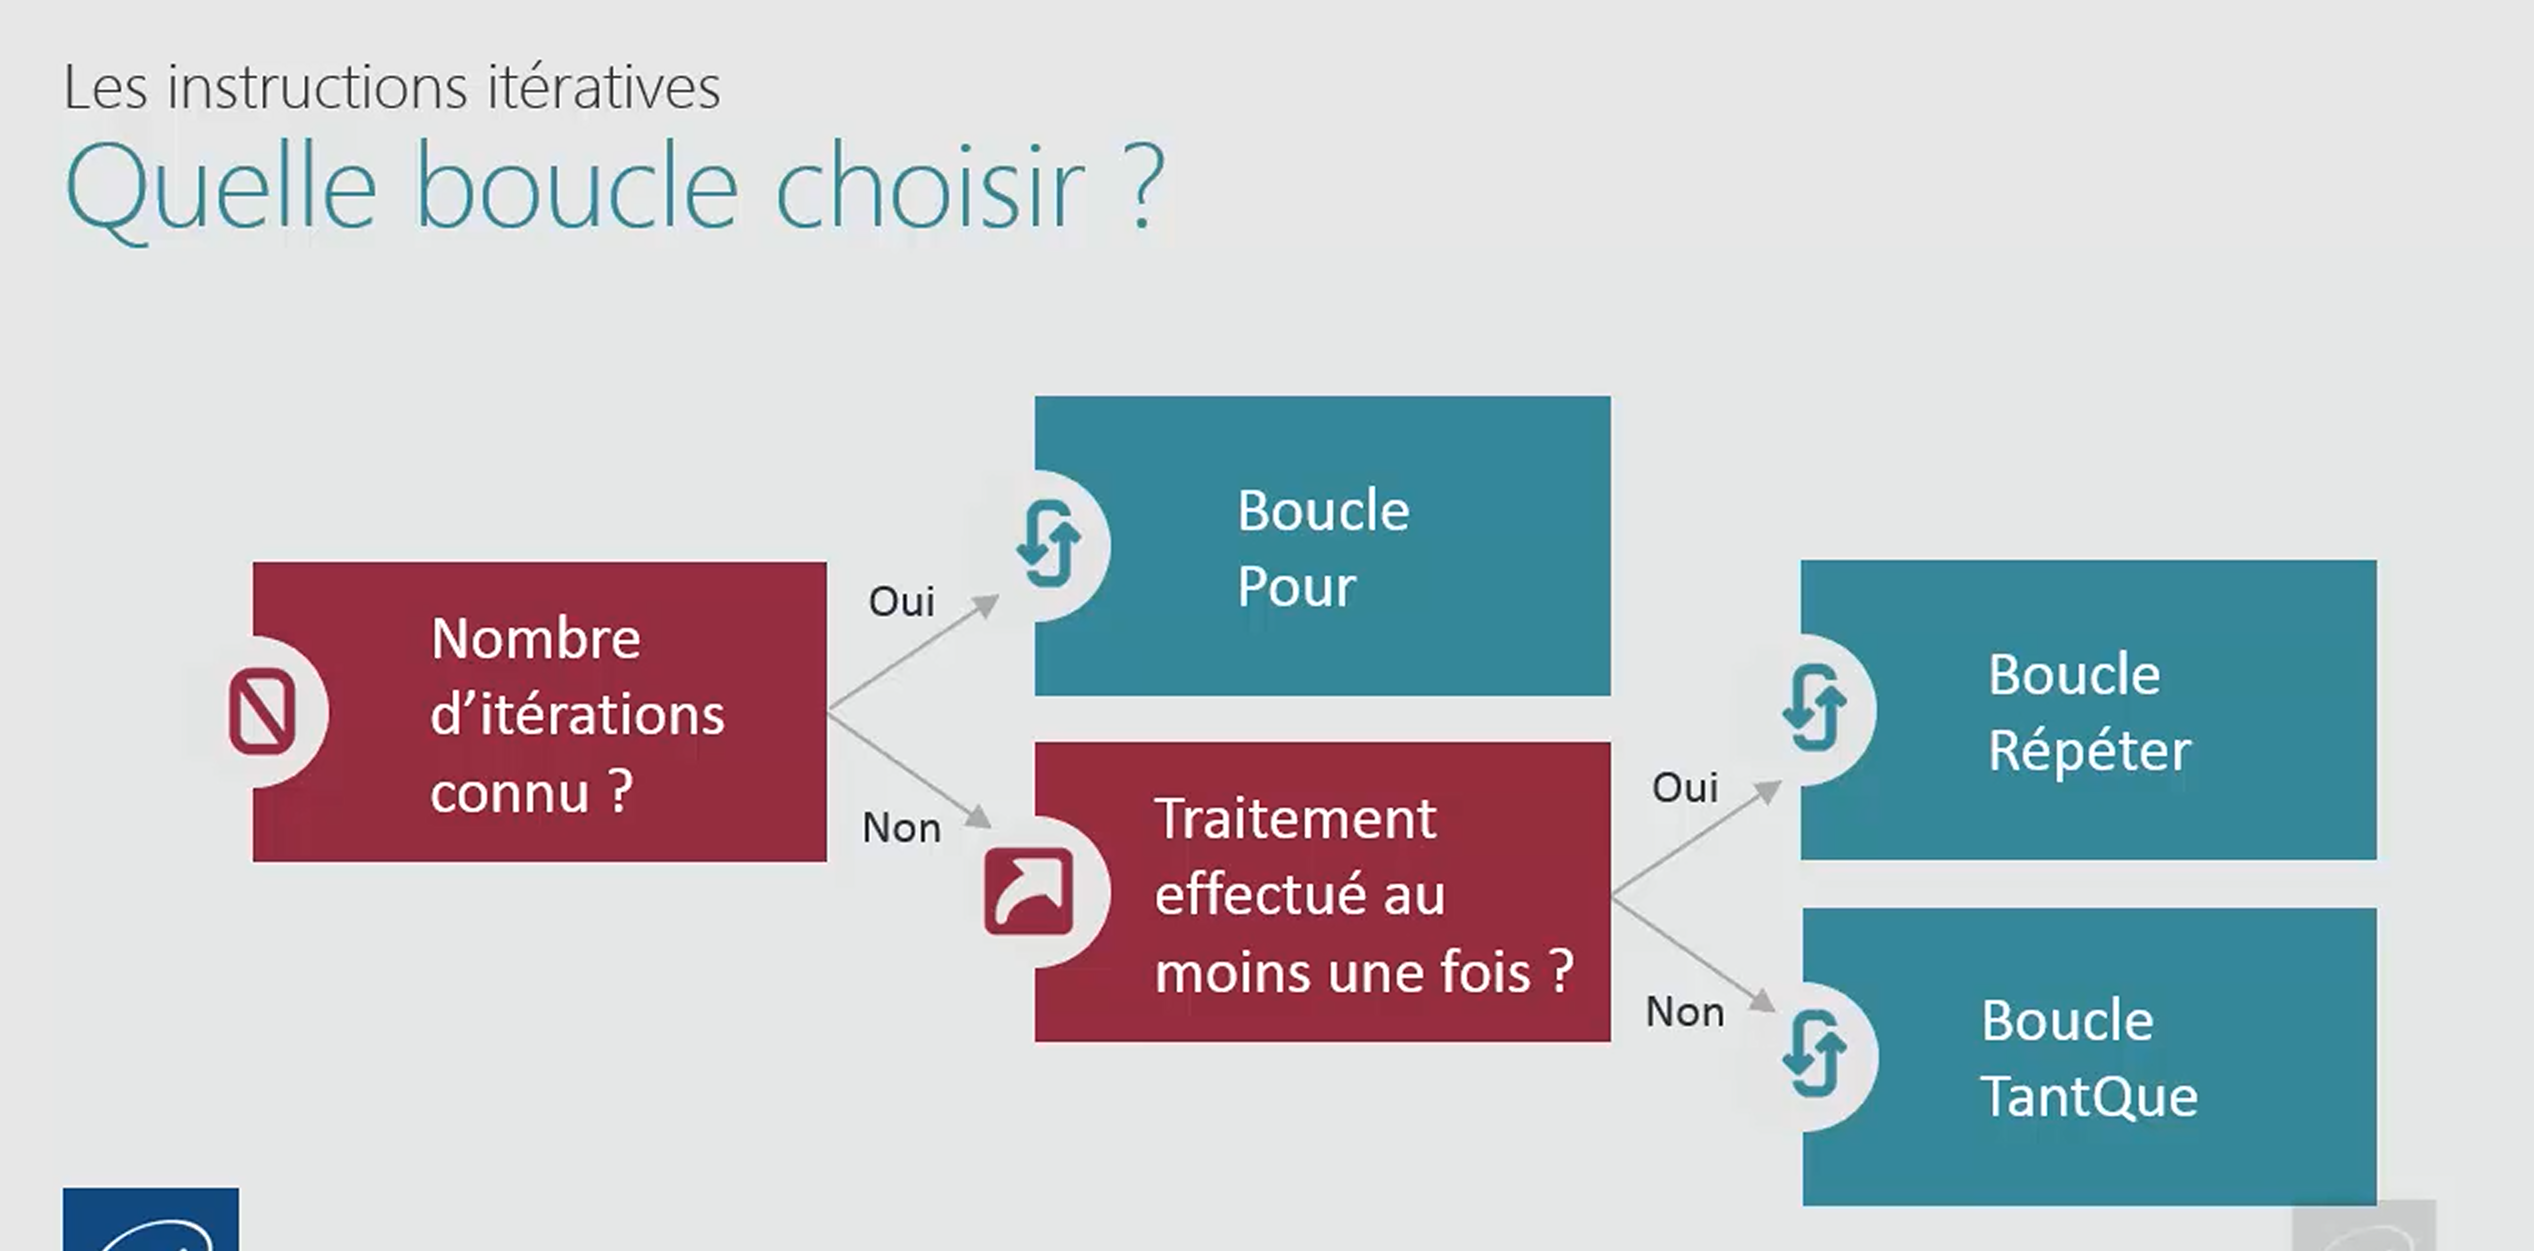 Les instructions itératives
Quelle boucle choisir ?
Nombre
d’itérations
connu ?
Oui
Non
Boucle
Pour
Traitement
effectué au
moins une fois ?
Oui
Non
Boucle
Répéter
Boucle
TantQue